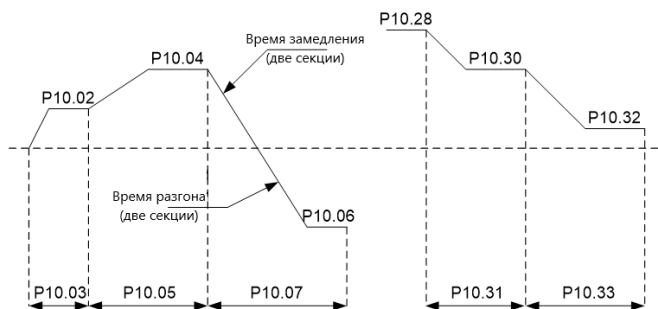 P10.28
Время замедления
(две секции)
P10.04
P10.30
P10.02
P10.32
Время разгона
(две секции)
P10.06
P10.03
P10.05
P10.07
P10.31
P10.33